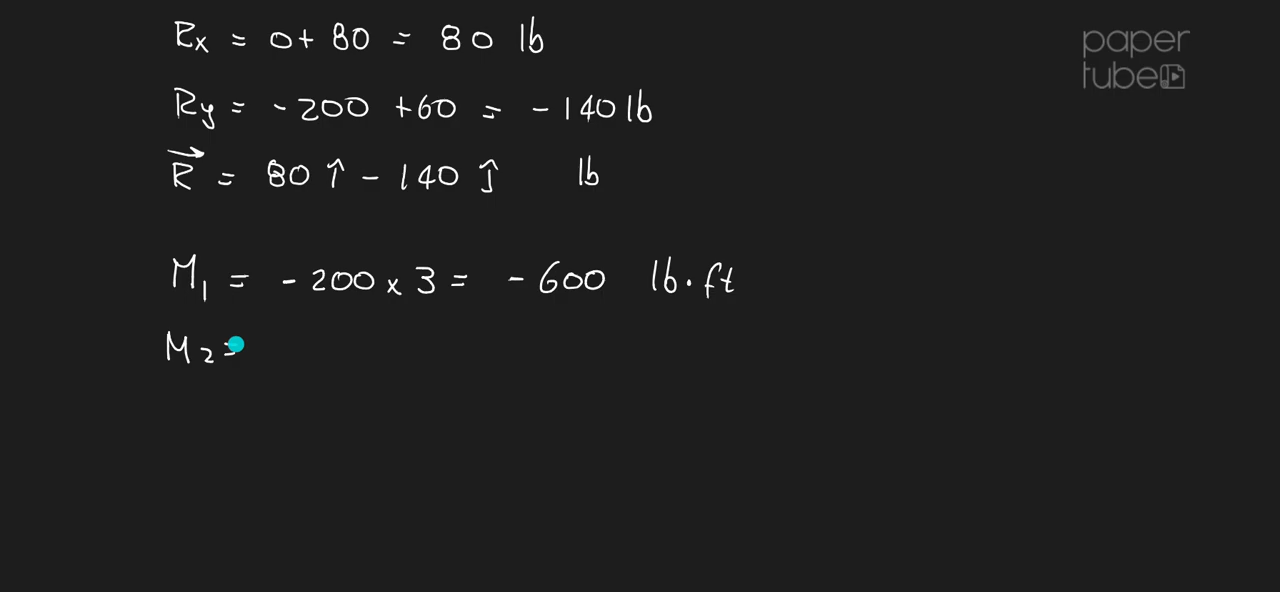 Rx = 0 + 80 = 80 lb
paper
tube
Ry = - 200 + 60 = - 140 lb
R⃗ = 80 î - 140 ĵ lb
M₁ = - 200 x 3 = - 600 lb·ft
M₂ =